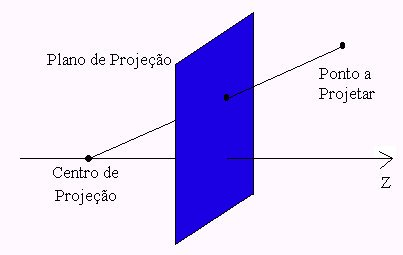 Plano de Projeção
Ponto a
Projetar
Centro de
Projeção
Z